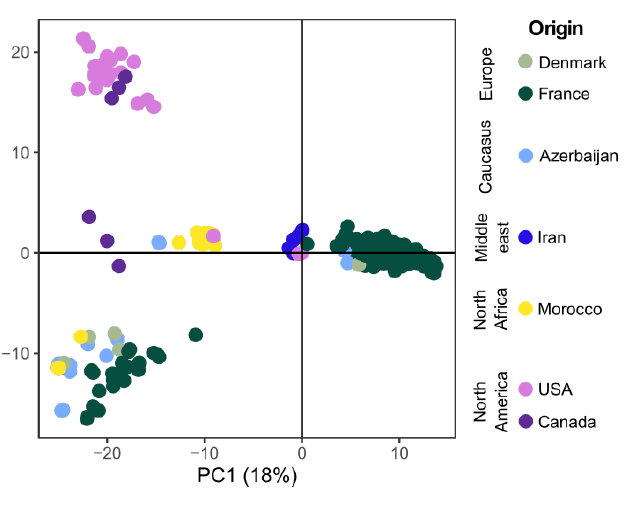 Origin
Europe
Denmark
France
Caucasus
Azerbaijan
Middle
east
Iran
North
Africa
Morocco
North
America
USA
Canada
20
10
0
−10
−20
−10
0
10
PC1 (18%)